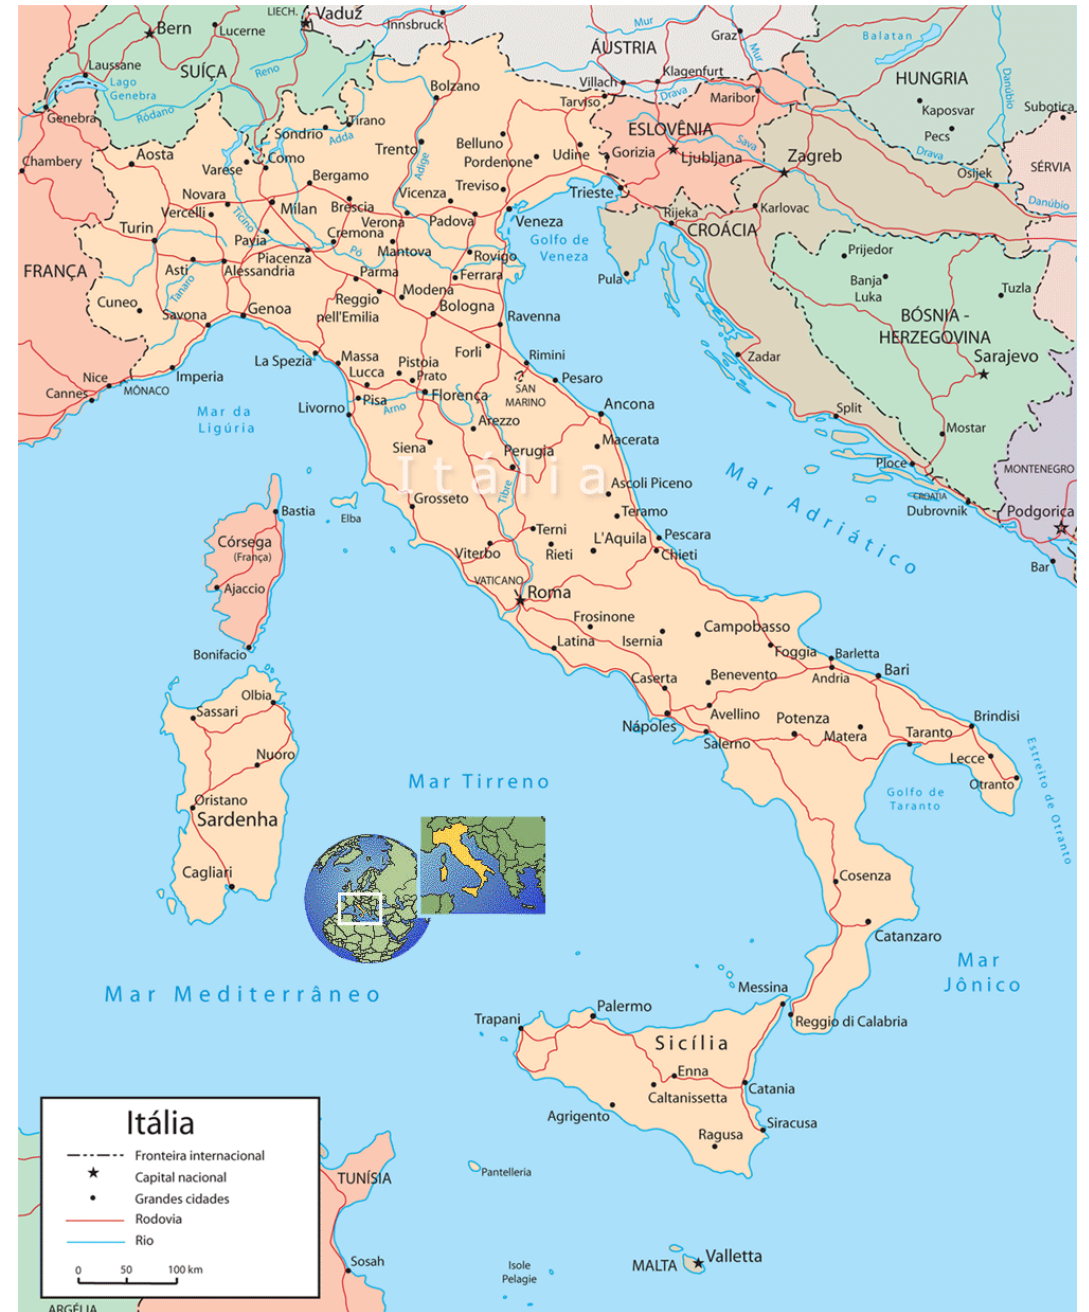 Bern
Lucerne
LIECH.
Vaduz
Innsbruck
Mur
Graz
ÁUSTRIA
Mur
Balatan
Laussane
SUÍÇA
Reno
Lago
Genebra
Ródano
Genebra
Bolzano
Villach
Klagenfurt
Drava
Maribor
HUNGRIA
Kaposvar
Pecs
Danúbio
Subotica
Tarviso
Sondrio
Tirano
Adda
Trento
Adige
Belluno
Pordenone
Udine
Gorizia
ESLOVÊNIA
Ljubljana
Sava
Zagreb
Drava
Osijek
SÉRVIA
Danúbio
Chambery
Aosta
Varese
Como
Bergamo
Novara
Vercelli
Milan
Brescia
Vicenza
Treviso
Trieste
Rijeka
Karlovac
CROÁCIA
Verona
Padova
Veneza
Golfo de
Veneza
Turin
Ticino
Pavia
Cremona
Pó
Mantova
Rovigo
Pula
Prijedor
Banja
Luka
Tuzla
FRANÇA
Asti
Tanaro
Alessandria
Piacenza
Parma
Ferrara
Modena
Reggio
nell'Emilia
Bologna
Ravenna
BÓSNIA -
HERZEGOVINA
Sarajevo
Cuneo
Savona
Genoa
La Spezia
Massa
Lucca
Pistoia
Prato
Forli
Rimini
Zadar
Nice
Imperia
MÔNACO
Cannes
Pisa
Arno
Florença
SAN
MARINO
Pesaro
Mar da
Ligúria
Livorno
Arezzo
Ancona
Split
Mostar
Siena
Perugia
Macerata
Itália
Ploce
MONTENEGRO
Mar Adriático
CROATIA
Dubrovnik
Podgorica
Bar
Grosseto
Tibre
Ascoli Piceno
Teramo
Bastia
Elba
Terni
Rieti
L'Aquila
Pescara
Chieti
Córsega
(França)
Viterbo
VATICANO
Roma
Ajaccio
Bonifacio
Frosinone
Latina
Isernia
Campobasso
Foggia
Barletta
Andria
Bari
Caserta
Benevento
Olbia
Sassari
Nápoles
Avellino
Potenza
Matera
Taranto
Brindisi
Salerno
Lecce
Otranto
Nuoro
Mar Tirreno
Golfo de
Taranto
Estreito de Otranto
Oristano
Sardenha
Cagliari
Cosenza
Catanzaro
Mar
Jônico
Mar Mediterrâneo
Messina
Palermo
Trapani
Reggio di Calabria
Sicília
Enna
Caltanissetta
Catania
Agrigento
Siracusa
Ragusa
Pantelleria
TUNÍSIA
Sosah
Isole
Pelagie
MALTA
Valletta
Itália
Fronteira internacional
Capital nacional
Grandes cidades
Rodovia
Rio
0 50 100 km
ARGÉLIA